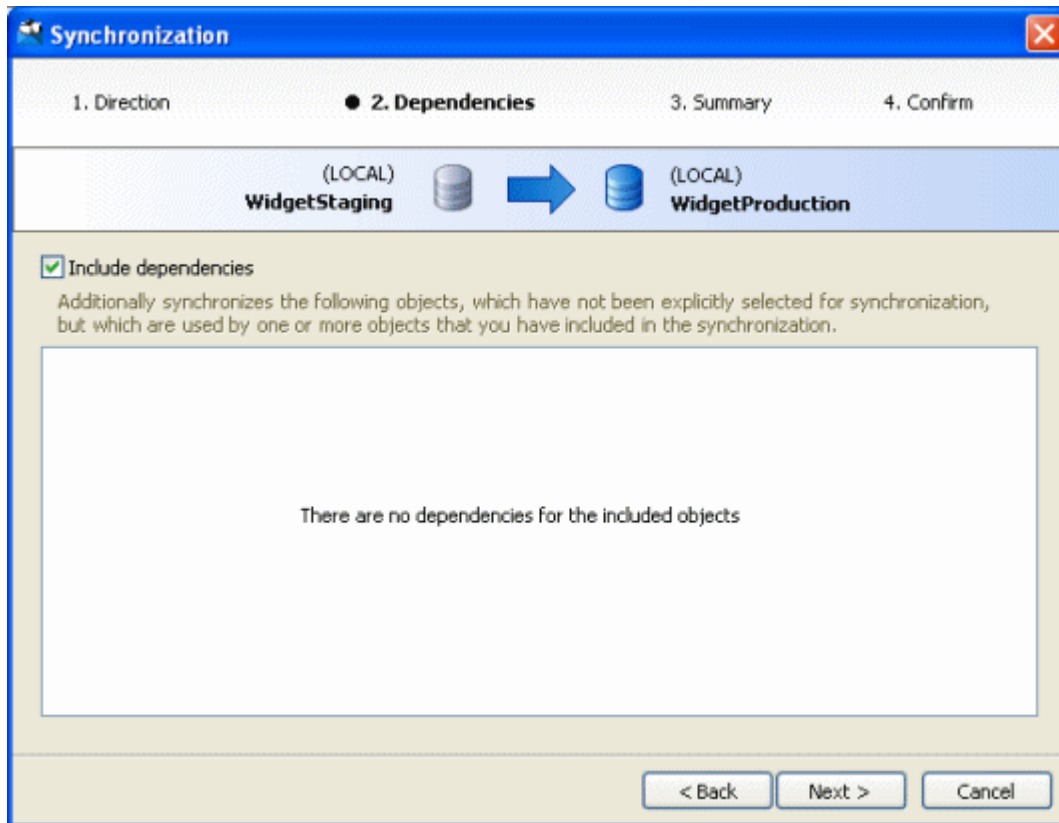 Synchronization
1. Direction
● 2. Dependencies
3. Summary
4. Confirm
(LOCAL)
WidgetStaging
(LOCAL)
WidgetProduction
Include dependencies
Additionally synchronizes the following objects, which have not been explicitly selected for synchronization,
but which are used by one or more objects that you have included in the synchronization.
There are no dependencies for the included objects
< Back
Next >
Cancel